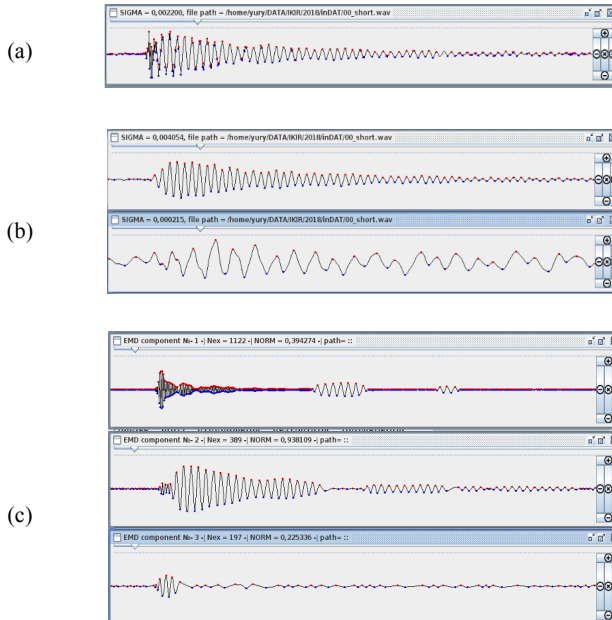 (a)
SIGMA = 0,002200, file path = /home/yury/DATA/IKIR/2018/inDAT/00_short.wav
(b)
SIGMA = 0,004054, file path = /home/yury/DATA/IKIR/2018/inDAT/00_short.wav
SIGMA = 0,000215, file path = /home/yury/DATA/IKIR/2018/inDAT/00_short.wav
(c)
EMD component №- 1 -| Nex = 1122 -| NORM = 0,394274 -| path= ::
EMD component №- 2 -| Nex = 389 -| NORM = 0,938109 -| path= ::
EMD component №- 3 -| Nex = 197 -| NORM = 0,225336 -| path= ::